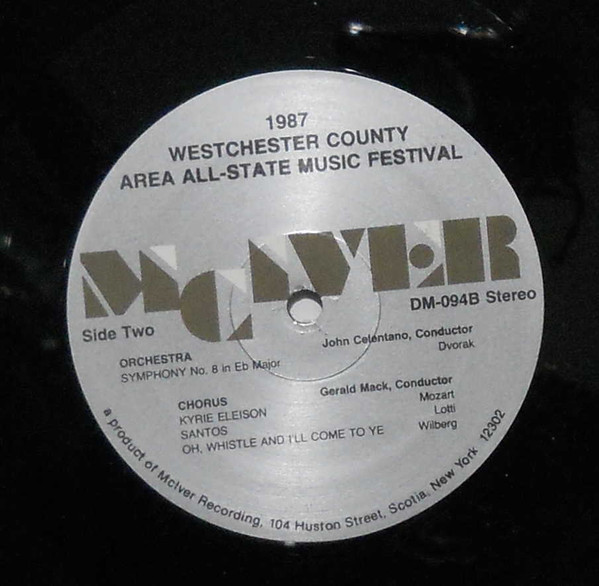 1987
WESTCHESTER COUNTY
AREA ALL-STATE MUSIC FESTIVAL
McIVER
Side Two
DM-094B Stereo
ORCHESTRA
John Celentano, Conductor
SYMPHONY No. 8 in Eb Major
Dvorak
CHORUS
Gerald Mack, Conductor
KYRIE ELEISON
Mozart
SANTOS
Lotti
OH, WHISTLE AND I'LL COME TO YE
Wilberg
a product of McIver Recording, 104 Huston Street, Scotia, New York 12302